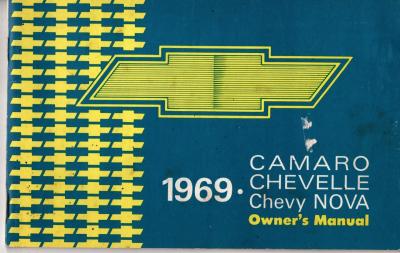 CAMARO
1969 • CHEVELLE
Chevy NOVA
Owner's Manual